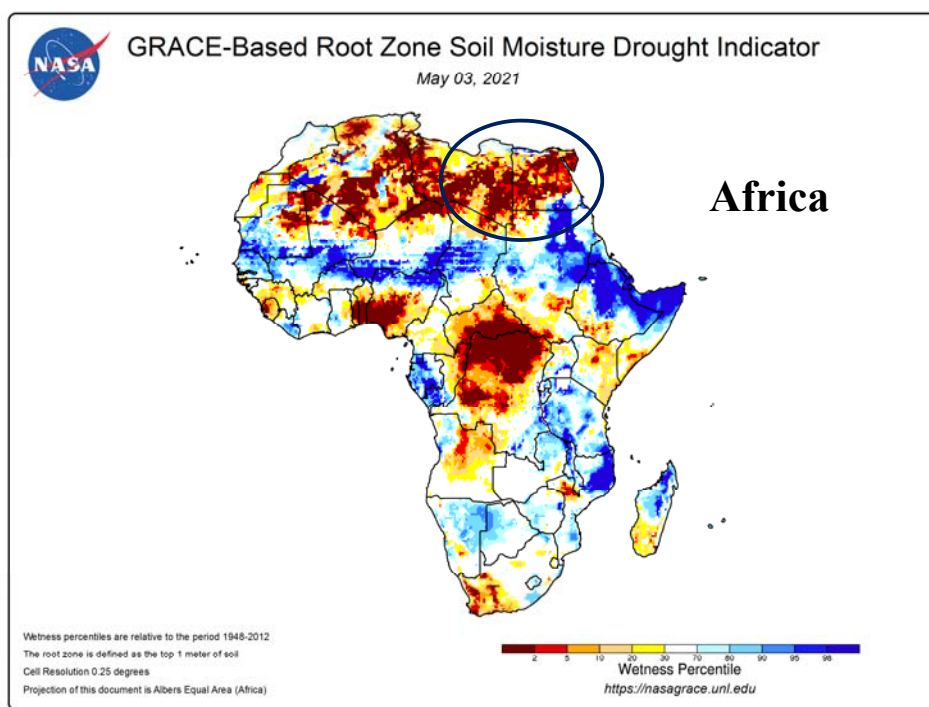 NASA
GRACE-Based Root Zone Soil Moisture Drought Indicator
May 03, 2021
Africa
Wetness percentiles are relative to the period 1948-2012
The root zone is defined as the top 1 meter of soil
Cell Resolution 0.25 degrees
Projection of this document is Albers Equal Area (Africa)
2 5 10 20 30 70 80 90 95 98
Wetness Percentile
https://nasagrace.unl.edu